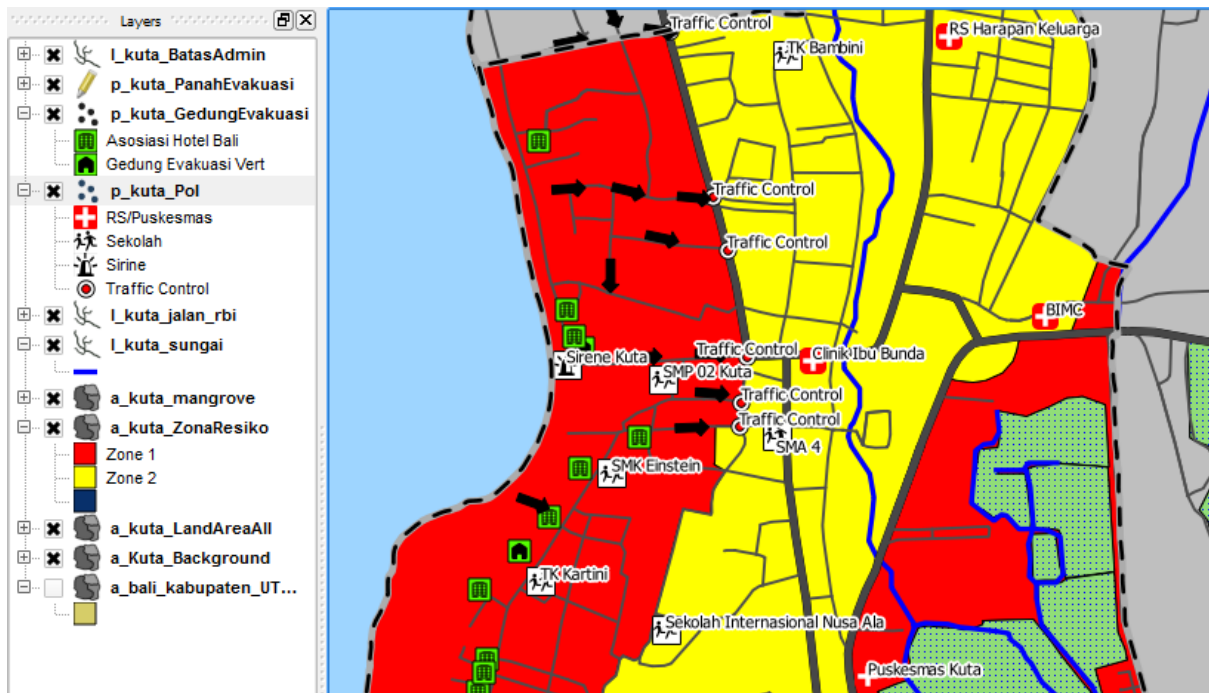 Layers
l_kuta_BatasAdmin
p_kuta_PanahEvakuasi
p_kuta_GedungEvakuasi
Asosiasi Hotel Bali
Gedung Evakuasi Vert
p_kuta_PoI
RS/Puskesmas
Sekolah
Sirine
Traffic Control
l_kuta_jalan_rbi
l_kuta_sungai
a_kuta_mangrove
a_kuta_ZonaResiko
Zone 1
Zone 2
a_kuta_LandAreaAll
a_Kuta_Background
a_bali_kabupaten_UT...
Traffic Control
RS Harapan Keluarga
TK Bambini
Traffic Control
Traffic Control
BIMC
Traffic Control
Clinik Ibu Bunda
Sirene Kuta
SMP 02 Kuta
Traffic Control
Traffic Control
SMA 4
SMK Einstein
TK Kartini
Sekolah Internasional Nusa Ala
Puskesmas Kuta